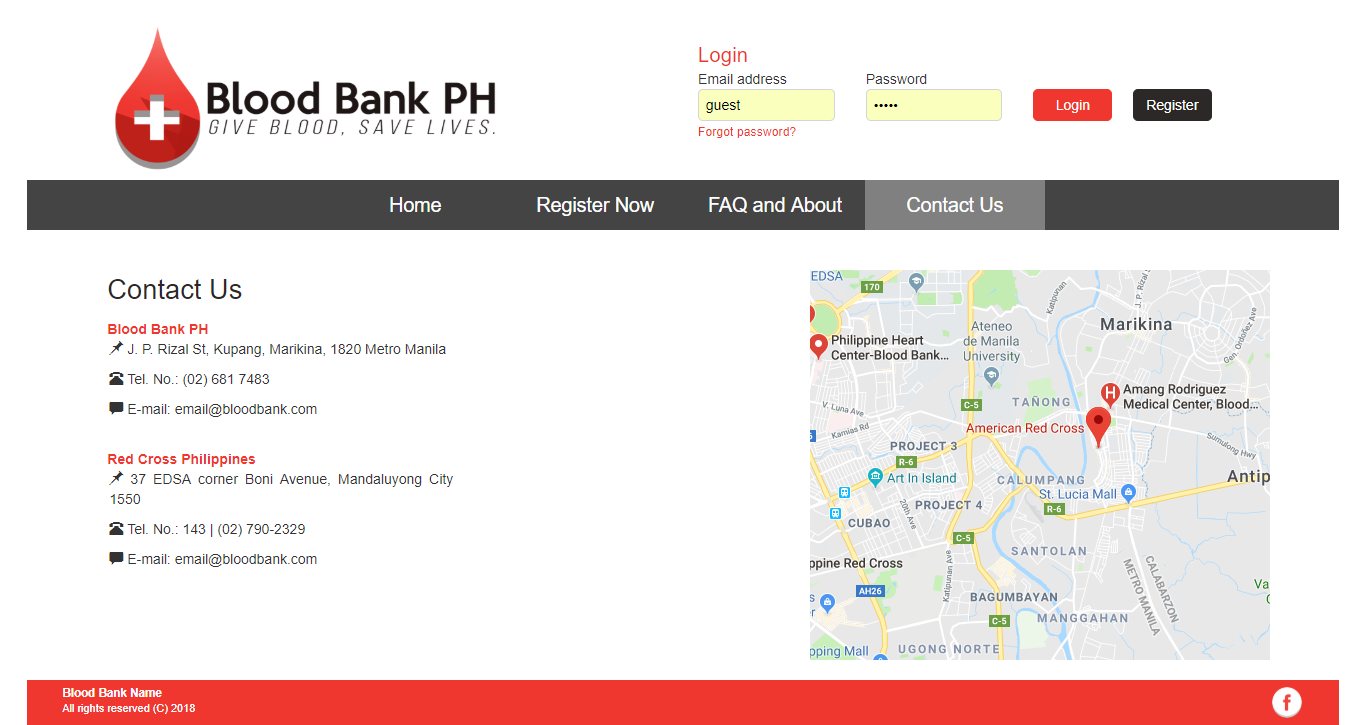 Blood Bank PH
GIVE BLOOD, SAVE LIVES.
Login
Email address
Password
guest
•••••
Login
Register
Forgot password?
Home
Register Now
FAQ and About
Contact Us
Contact Us
Blood Bank PH
J. P. Rizal St, Kupang, Marikina, 1820 Metro Manila
Tel. No.: (02) 681 7483
E-mail: email@bloodbank.com
Red Cross Philippines
37 EDSA corner Boni Avenue, Mandaluyong City
1550
Tel. No.: 143 | (02) 790-2329
E-mail: email@bloodbank.com
EDSA
170
Katipunan
J. P. Rizal S
Marikina
Gen. Ordoñez Ave
Ateneo
de Manila
University
Philippine Heart
Center-Blood Bank...
Amang Rodriguez
Medical Center, Blood...
H
C-5
TAÑONG
V. Luna Ave
Kamias Rd
American Red Cross
Sumulong Hwy
PROJECT 3
R-6
Art In Island
CALUMPANG
Antip
St. Lucia Mall
20th Ave
PROJECT 4
R-6
CUBAO
C-5
SANTOLAN
ppine Red Cross
Katipunan Ave
AH26
BAGUMBAYAN
METRO MANILA
CALABARZON
Va
C-5
MANGGAHAN
pping Mall
UGONG NORTE
Blood Bank Name
All rights reserved (C) 2018
f